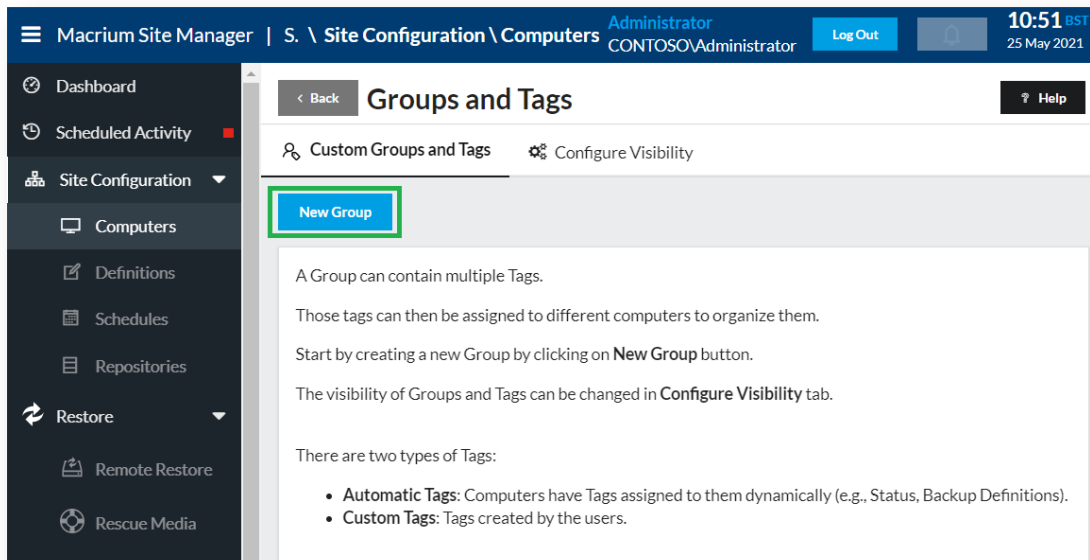 Macrium Site Manager | S. \ Site Configuration \ Computers
Administrator
CONTOSO\Administrator
Log Out
10:51 BST
25 May 2021
Dashboard
Scheduled Activity
Site Configuration
Computers
Definitions
Schedules
Repositories
Restore
Remote Restore
Rescue Media
< Back
Groups and Tags
? Help
Custom Groups and Tags
Configure Visibility
New Group
A Group can contain multiple Tags.
Those tags can then be assigned to different computers to organize them.
Start by creating a new Group by clicking on New Group button.
The visibility of Groups and Tags can be changed in Configure Visibility tab.
There are two types of Tags:
• Automatic Tags: Computers have Tags assigned to them dynamically (e.g., Status, Backup Definitions).
• Custom Tags: Tags created by the users.